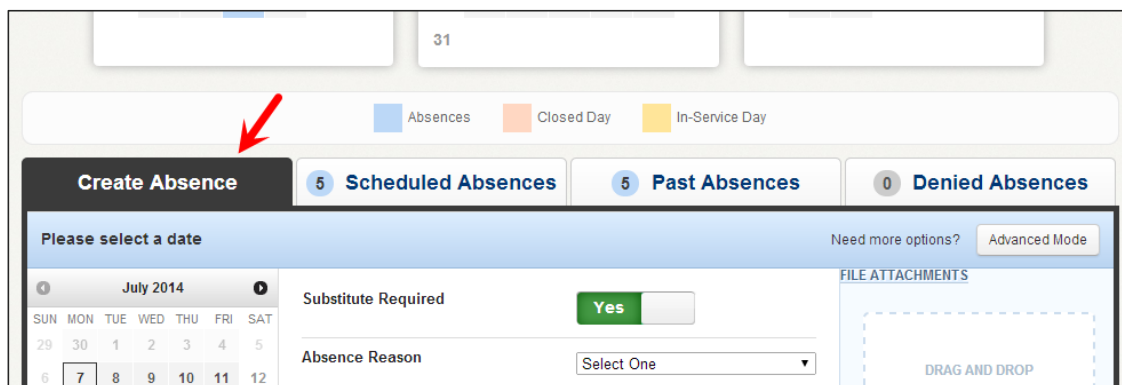 31
Absences Closed Day In-Service Day
Create Absence 5 Scheduled Absences 5 Past Absences 0 Denied Absences
Please select a date Need more options? Advanced Mode
July 2014
SUN MON TUE WED THU FRI SAT
29 30 1 2 3 4 5
6 7 8 9 10 11 12
Substitute Required Yes
Absence Reason Select One
FILE ATTACHMENTS
DRAG AND DROP